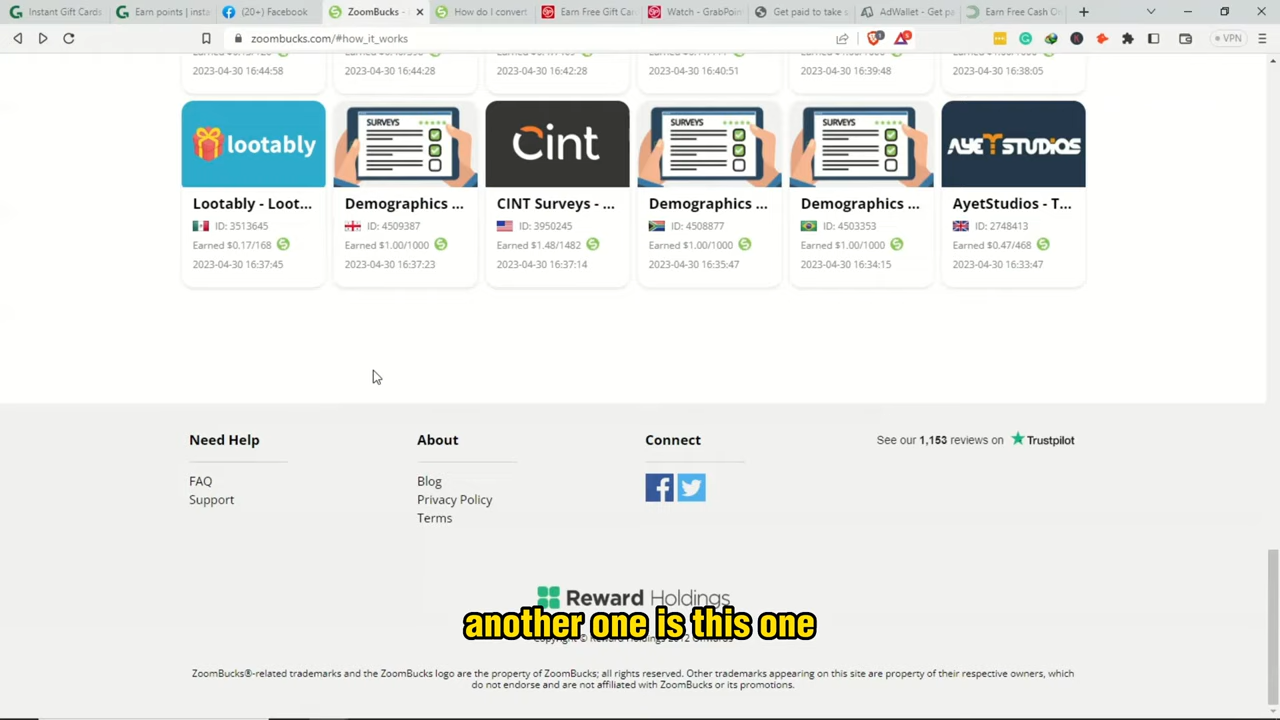 Instant Gift Cards
Earn points | insta
(20+) Facebook
ZoomBucks -
How do I convert
Earn Free Gift Car
Watch - GrabPoin
Get paid to take s
AdWallet - Get pa
Earn Free Cash O
zoombucks.com/#how_it_works
VPN
2023-04-30 16:44:58
2023-04-30 16:44:28
2023-04-30 16:42:28
2023-04-30 16:40:51
2023-04-30 16:39:48
2023-04-30 16:38:05
lootably
SURVEYS
Cint
SURVEYS
SURVEYS
AYET STUDIOS
Lootably - Loot...
Demographics ...
CINT Surveys - ...
Demographics ...
Demographics ...
AyetStudios - T...
ID: 3513645
ID: 4509387
ID: 3950245
ID: 4508877
ID: 4503353
ID: 2748413
Earned $0.17/168
Earned $1.00/1000
Earned $1.48/1482
Earned $1.00/1000
Earned $1.00/1000
Earned $0.47/468
2023-04-30 16:37:45
2023-04-30 16:37:23
2023-04-30 16:37:14
2023-04-30 16:35:47
2023-04-30 16:34:15
2023-04-30 16:33:47
Need Help
FAQ
Support
About
Blog
Privacy Policy
Terms
Connect
See our 1,153 reviews on Trustpilot
Reward Holdings
another one is this one
Copyright © Reward Holdings 2012 Onwards
ZoomBucks®-related trademarks and the ZoomBucks logo are the property of ZoomBucks; all rights reserved. Other trademarks appearing on this site are property of their respective owners, which
do not endorse and are not affiliated with ZoomBucks or its promotions.